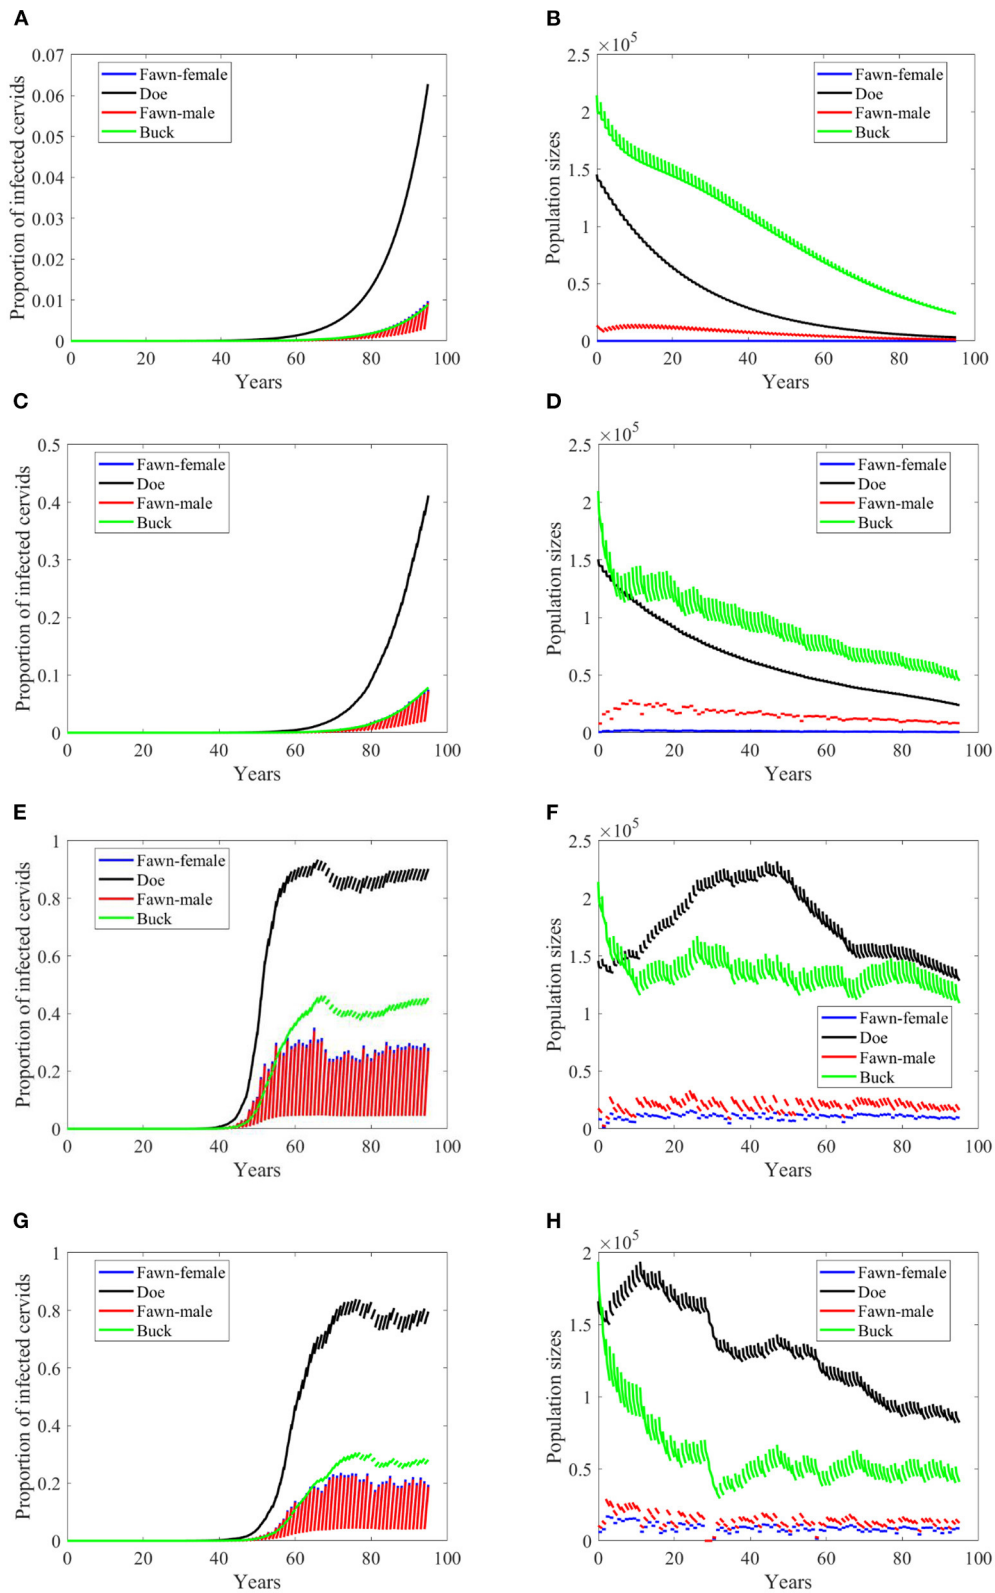 A
Proportion of infected cervids
0.07
0.06
0.05
0.04
0.03
0.02
0.01
0
Fawn-female
Doe
Fawn-male
Buck
0 20 40 60 80 100
Years
B
×10⁵
Population sizes
2.5
2
1.5
1
0.5
0
Fawn-female
Doe
Fawn-male
Buck
0 20 40 60 80 100
Years
C
Proportion of infected cervids
0.5
0.4
0.3
0.2
0.1
0
Fawn-female
Doe
Fawn-male
Buck
0 20 40 60 80 100
Years
D
×10⁵
Population sizes
2.5
2
1.5
1
0.5
0
Fawn-female
Doe
Fawn-male
Buck
0 20 40 60 80 100
Years
E
Proportion of infected cervids
1
0.8
0.6
0.4
0.2
0
Fawn-female
Doe
Fawn-male
Buck
0 20 40 60 80 100
Years
F
×10⁵
Population sizes
2.5
2
1.5
1
0.5
0
Fawn-female
Doe
Fawn-male
Buck
0 20 40 60 80 100
Years
G
Proportion of infected cervids
1
0.8
0.6
0.4
0.2
0
Fawn-female
Doe
Fawn-male
Buck
0 20 40 60 80 100
Years
H
×10⁵
Population sizes
2
1.5
1
0.5
0
Fawn-female
Doe
Fawn-male
Buck
0 20 40 60 80 100
Years